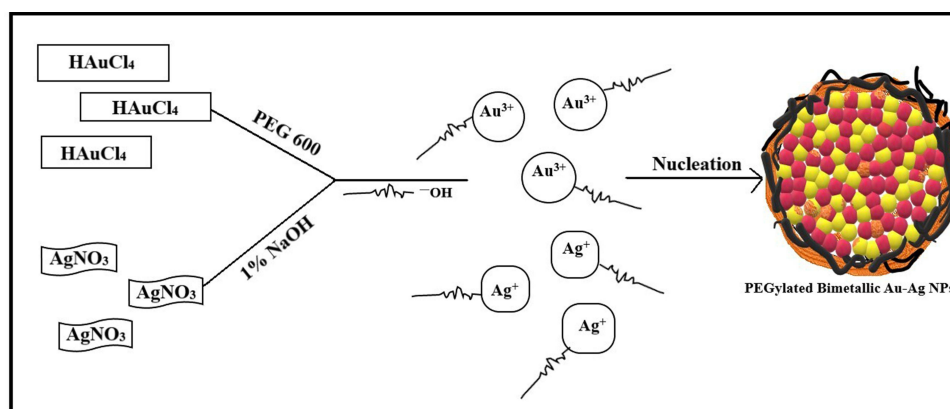 HAuCl₄
HAuCl₄
HAuCl₄
PEG 600
1% NaOH
AgNO₃
AgNO₃
AgNO₃
⁻OH
Au³⁺
Au³⁺
Au³⁺
Ag⁺
Ag⁺
Ag⁺
Nucleation
PEGylated Bimetallic Au-Ag NPs